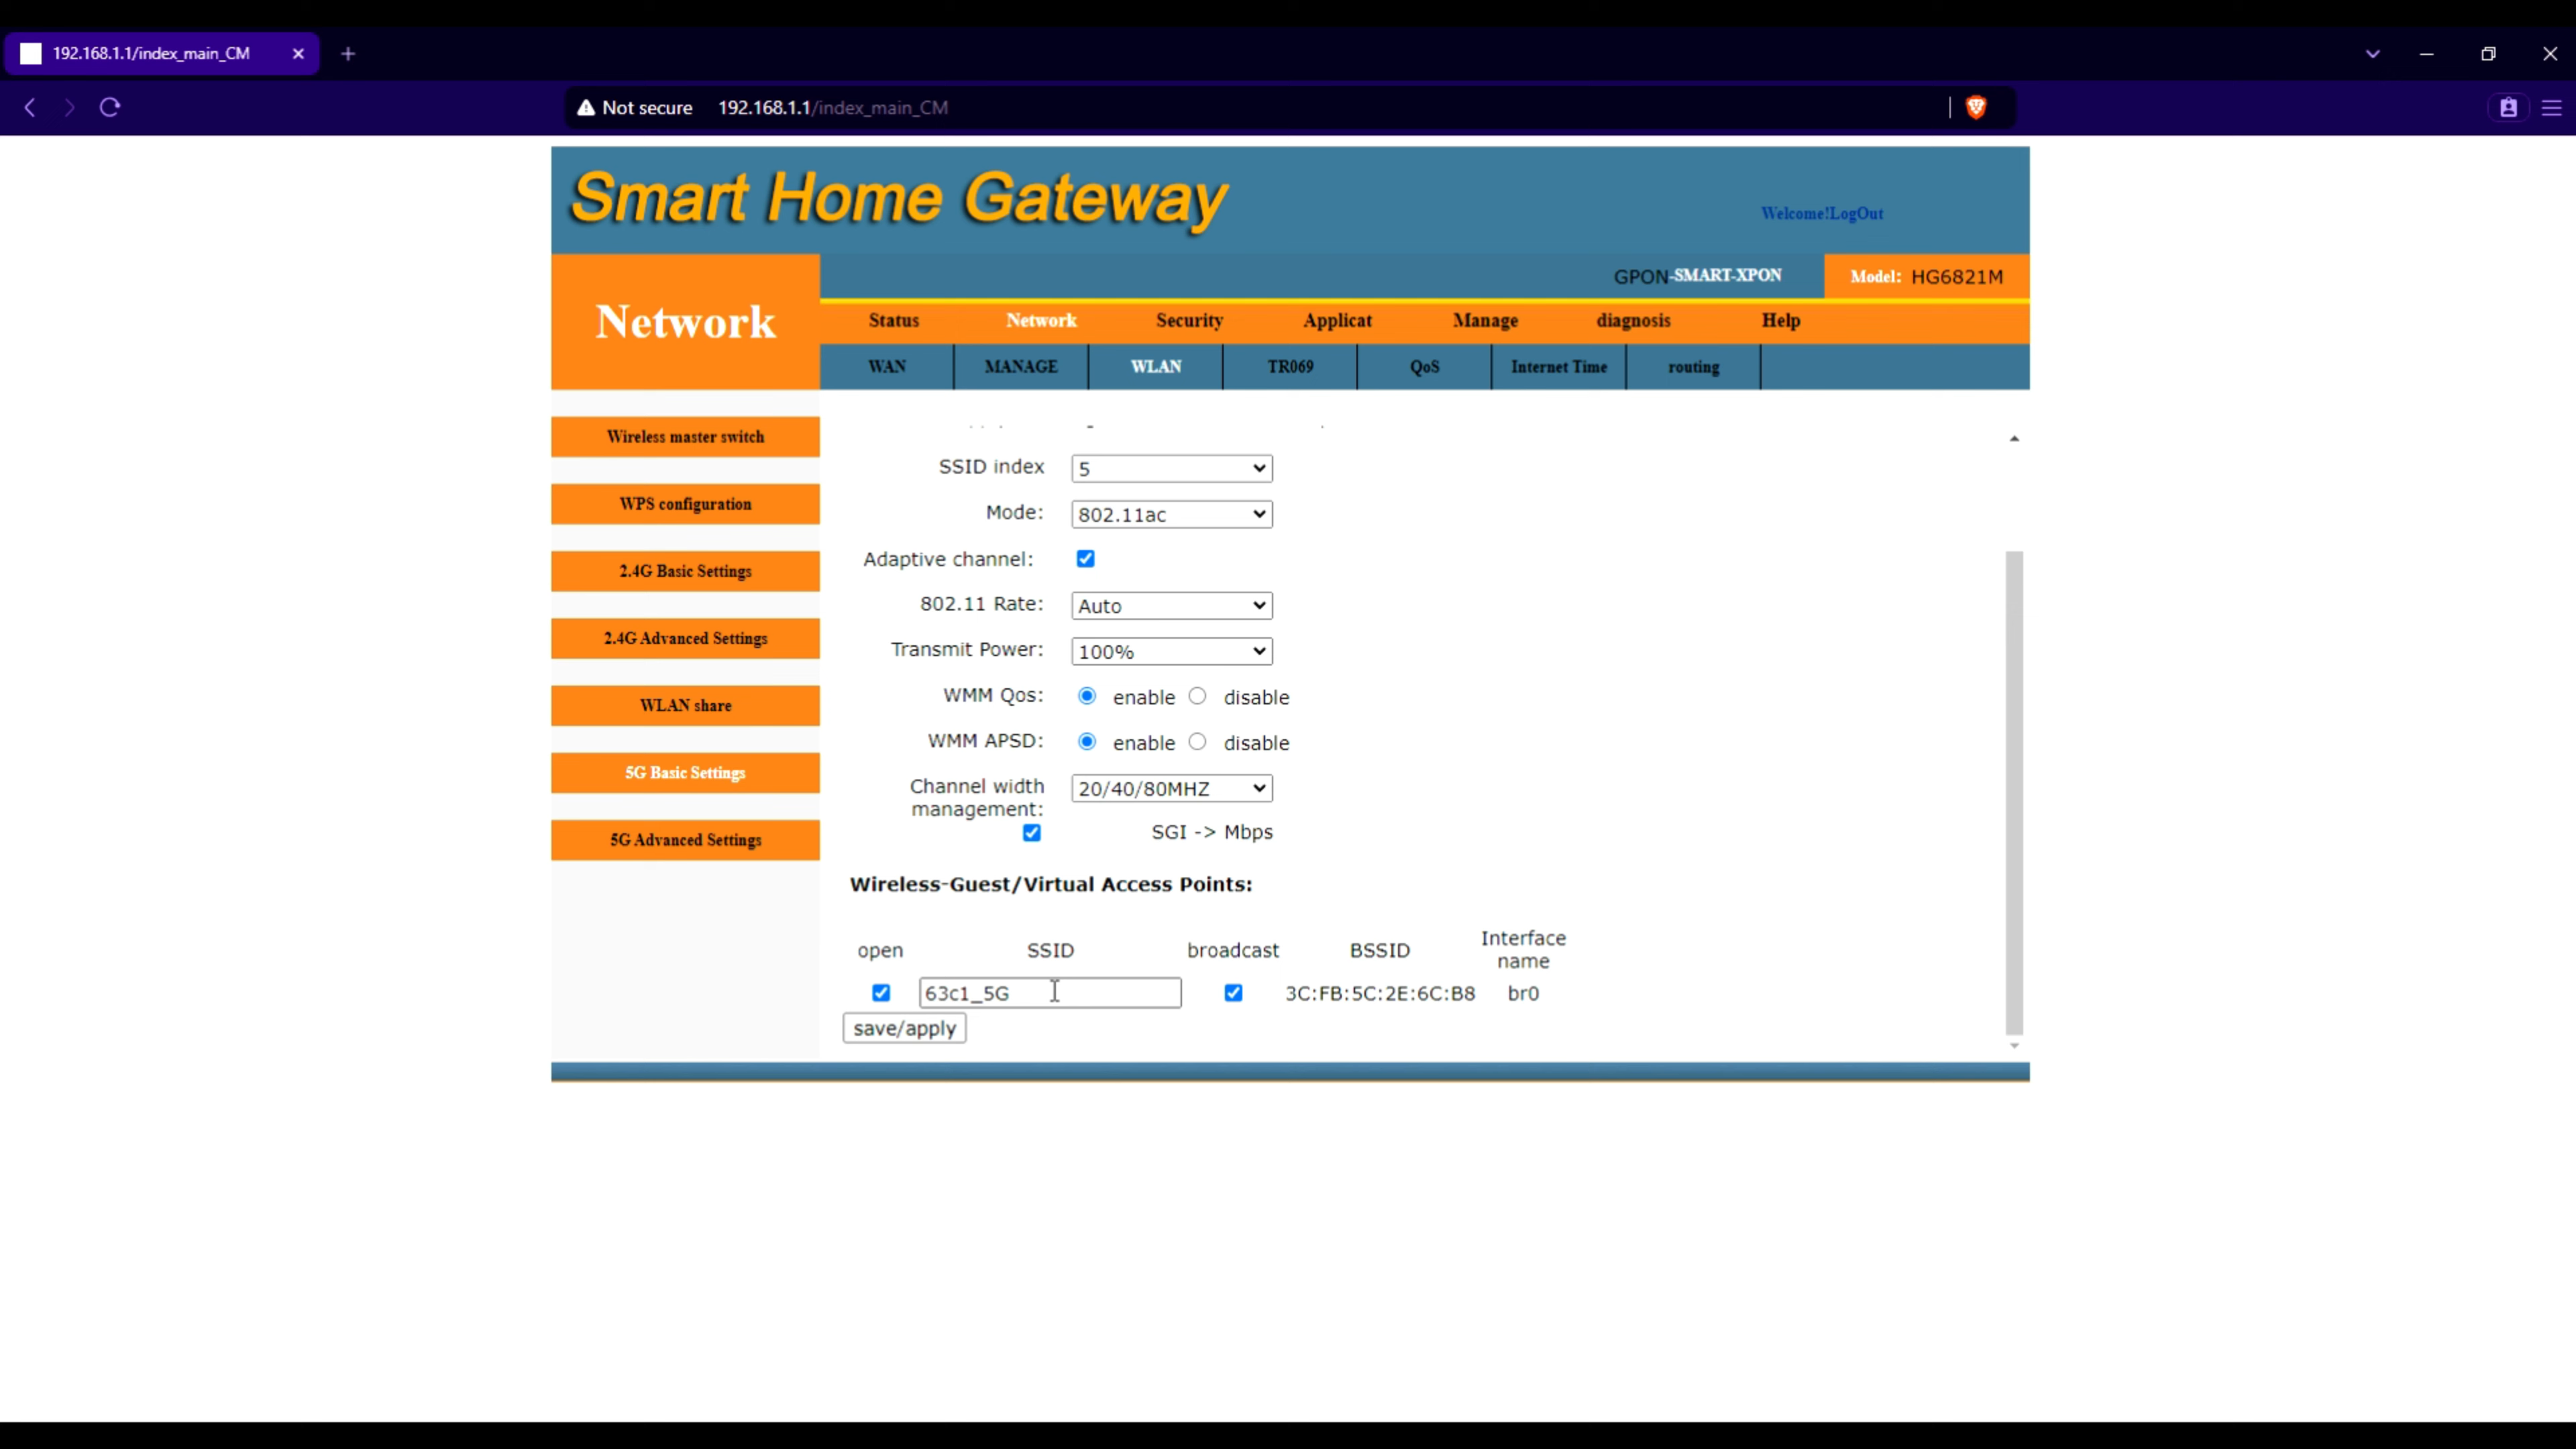 192.168.1.1/index_main_CM
Not secure 192.168.1.1/index_main_CM
Smart Home Gateway
Welcome!LogOut
GPON-SMART-XPON Model: HG6821M
Network
Status Network Security Applicat Manage diagnosis Help
WAN MANAGE WLAN TR069 QoS Internet Time routing
Wireless master switch
WPS configuration
2.4G Basic Settings
2.4G Advanced Settings
WLAN share
5G Basic Settings
5G Advanced Settings
SSID index 5
Mode: 802.11ac
Adaptive channel:
802.11 Rate: Auto
Transmit Power: 100%
WMM Qos: enable disable
WMM APSD: enable disable
Channel width management: 20/40/80MHZ
SGI -> Mbps
Wireless-Guest/Virtual Access Points:
open SSID broadcast BSSID Interface name
63c1_5G 3C:FB:5C:2E:6C:B8 br0
save/apply